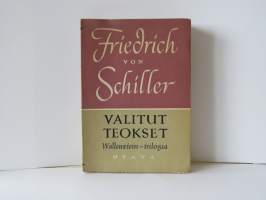 Friedrich
VON
Schiller
VALITUT
TEOKSET
Wallenstein-trilogia
OTAVA